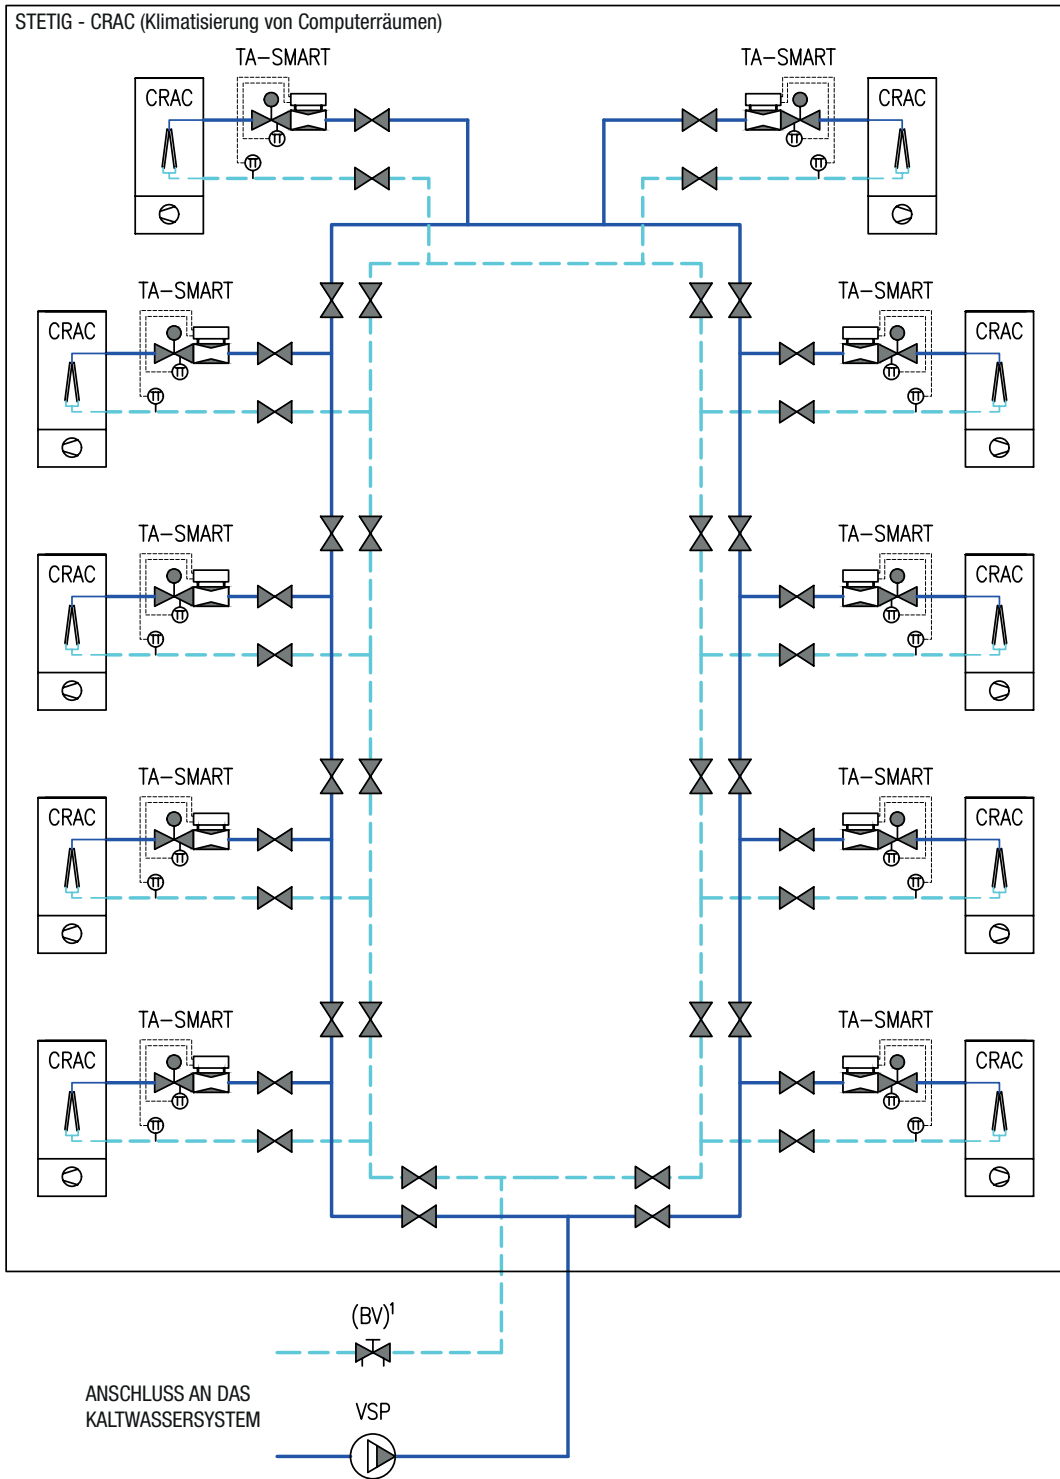 STETIG - CRAC (Klimatisierung von Computerräumen)
TA-SMART
TA-SMART
CRAC
CRAC
TA-SMART
TA-SMART
CRAC
CRAC
TA-SMART
TA-SMART
CRAC
CRAC
TA-SMART
TA-SMART
CRAC
CRAC
TA-SMART
TA-SMART
CRAC
CRAC
(BV)¹
ANSCHLUSS AN DAS
KALTWASSERSYSTEM
VSP